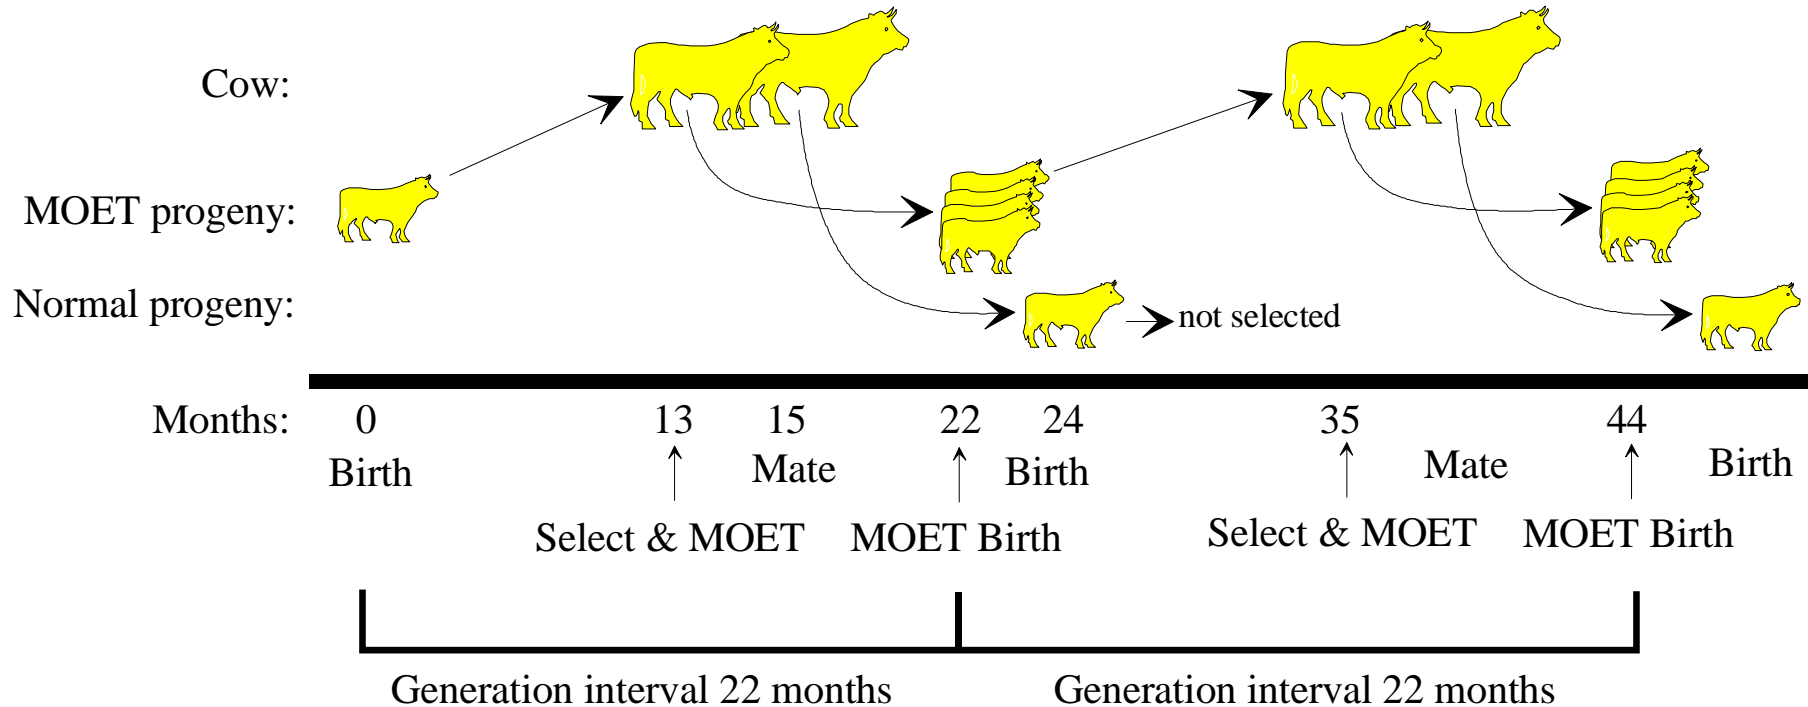 Cow:
MOET progeny:
Normal progeny:
not selected
Months: 0 13 15 22 24 35 44
Birth Mate Birth Mate Birth
Select & MOET MOET Birth Select & MOET MOET Birth
Generation interval 22 months Generation interval 22 months